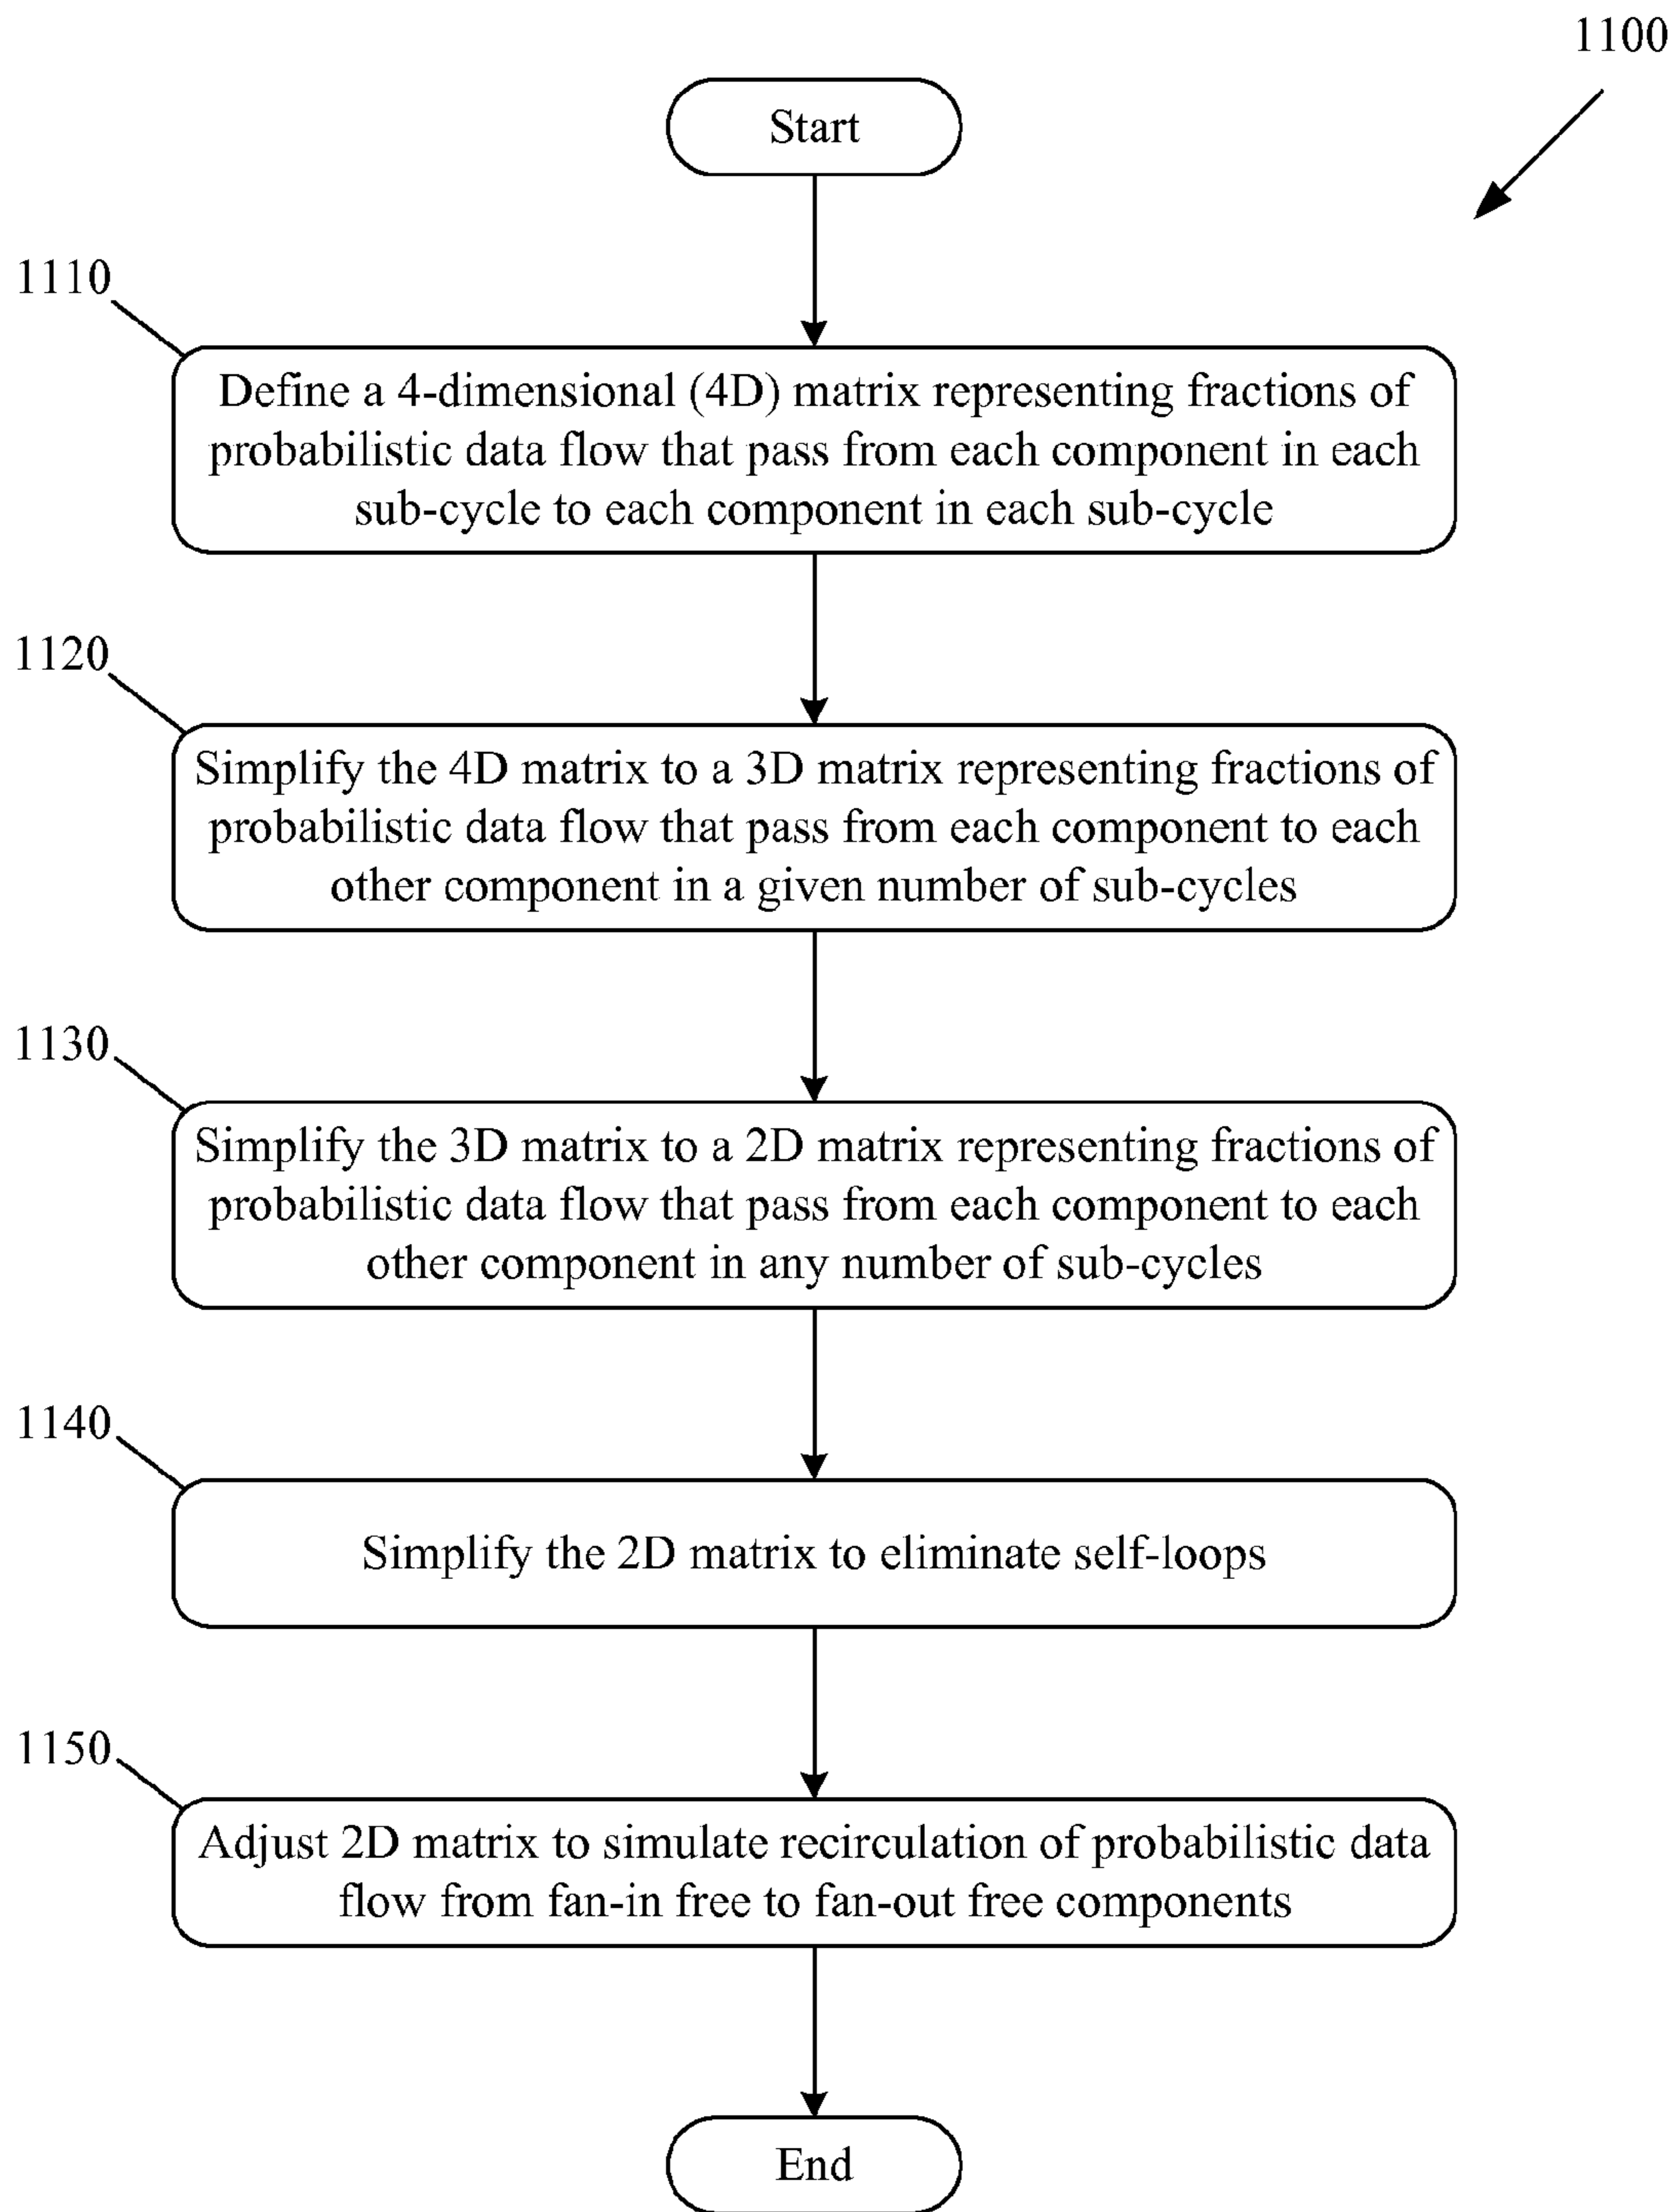 1100
Start
1110
Define a 4-dimensional (4D) matrix representing fractions of
probabilistic data flow that pass from each component in each
sub-cycle to each component in each sub-cycle
1120
Simplify the 4D matrix to a 3D matrix representing fractions of
probabilistic data flow that pass from each component to each
other component in a given number of sub-cycles
1130
Simplify the 3D matrix to a 2D matrix representing fractions of
probabilistic data flow that pass from each component to each
other component in any number of sub-cycles
1140
Simplify the 2D matrix to eliminate self-loops
1150
Adjust 2D matrix to simulate recirculation of probabilistic data
flow from fan-in free to fan-out free components
End